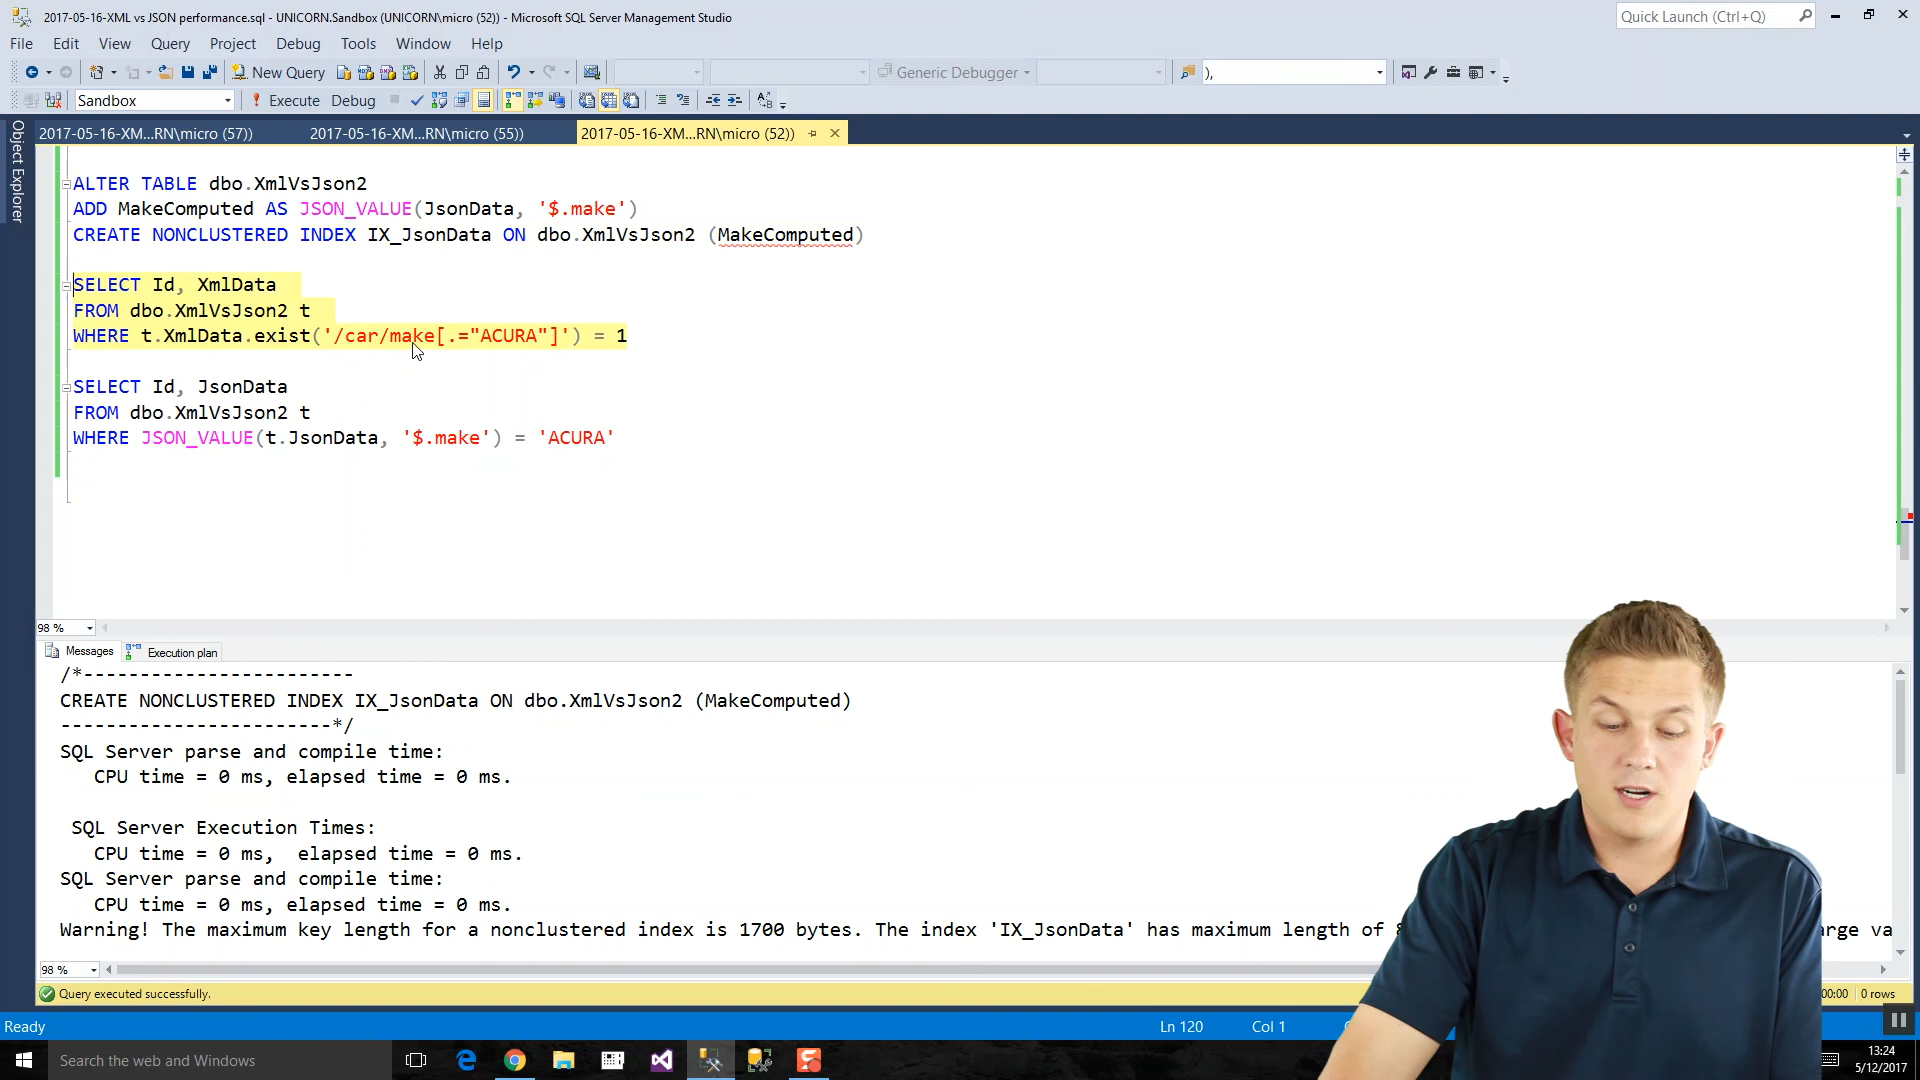 2017-05-16-XML vs JSON performance.sql - UNICORN.Sandbox (UNICORN\micro (52)) - Microsoft SQL Server Management Studio
Quick Launch (Ctrl+Q)
File Edit View Query Project Debug Tools Window Help
New Query
Generic Debugger
),
Sandbox
Execute Debug
2017-05-16-XM...RN\micro (57)) 2017-05-16-XM...RN\micro (55)) 2017-05-16-XM...RN\micro (52))
Object Explorer
ALTER TABLE dbo.XmlVsJson2
ADD MakeComputed AS JSON_VALUE(JsonData, '$.make')
CREATE NONCLUSTERED INDEX IX_JsonData ON dbo.XmlVsJson2 (MakeComputed)
SELECT Id, XmlData
FROM dbo.XmlVsJson2 t
WHERE t.XmlData.exist('/car/make[.="ACURA"]') = 1
SELECT Id, JsonData
FROM dbo.XmlVsJson2 t
WHERE JSON_VALUE(t.JsonData, '$.make') = 'ACURA'
98 %
Messages Execution plan
/*------------------------
CREATE NONCLUSTERED INDEX IX_JsonData ON dbo.XmlVsJson2 (MakeComputed)
------------------------*/
SQL Server parse and compile time:
CPU time = 0 ms, elapsed time = 0 ms.
SQL Server Execution Times:
CPU time = 0 ms,  elapsed time = 0 ms.
SQL Server parse and compile time:
CPU time = 0 ms, elapsed time = 0 ms.
Warning! The maximum key length for a nonclustered index is 1700 bytes. The index 'IX_JsonData' has maximum length of
98 %
Query executed successfully.
00:00 0 rows
Ready
Ln 120 Col 1
Search the web and Windows
13:24
5/12/2017